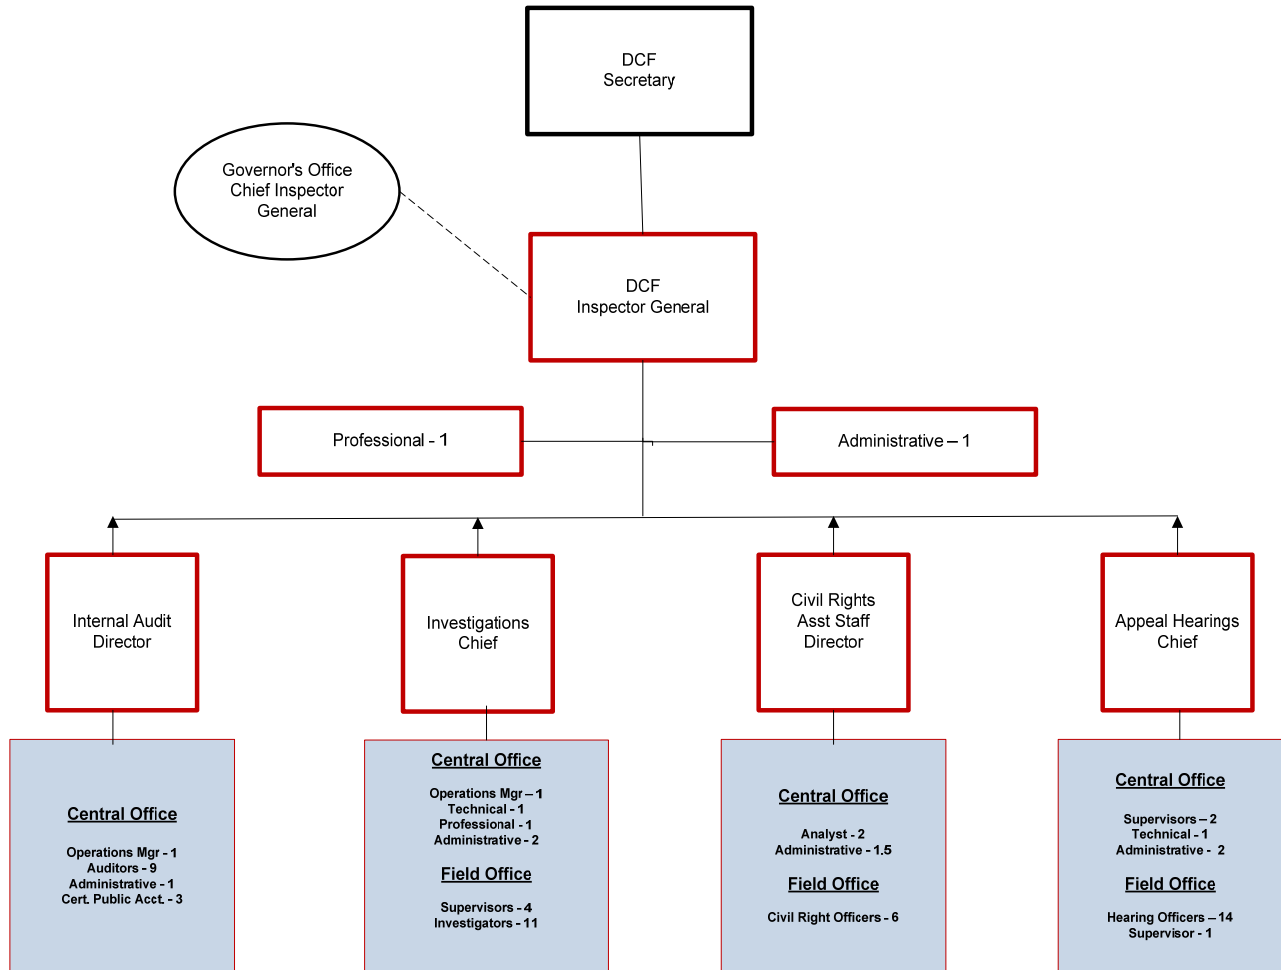 DCF
Secretary
Governor's Office
Chief Inspector
General
DCF
Inspector General
Professional - 1
Administrative – 1
Internal Audit
Director
Investigations
Chief
Civil Rights
Asst Staff
Director
Appeal Hearings
Chief
Central Office
Operations Mgr - 1
Auditors - 9
Administrative - 1
Cert. Public Acct. - 3
Central Office
Operations Mgr – 1
Technical - 1
Professional - 1
Administrative - 2
Field Office
Supervisors - 4
Investigators - 11
Central Office
Analyst - 2
Administrative - 1.5
Field Office
Civil Right Officers - 6
Central Office
Supervisors – 2
Technical - 1
Administrative - 2
Field Office
Hearing Officers – 14
Supervisor - 1